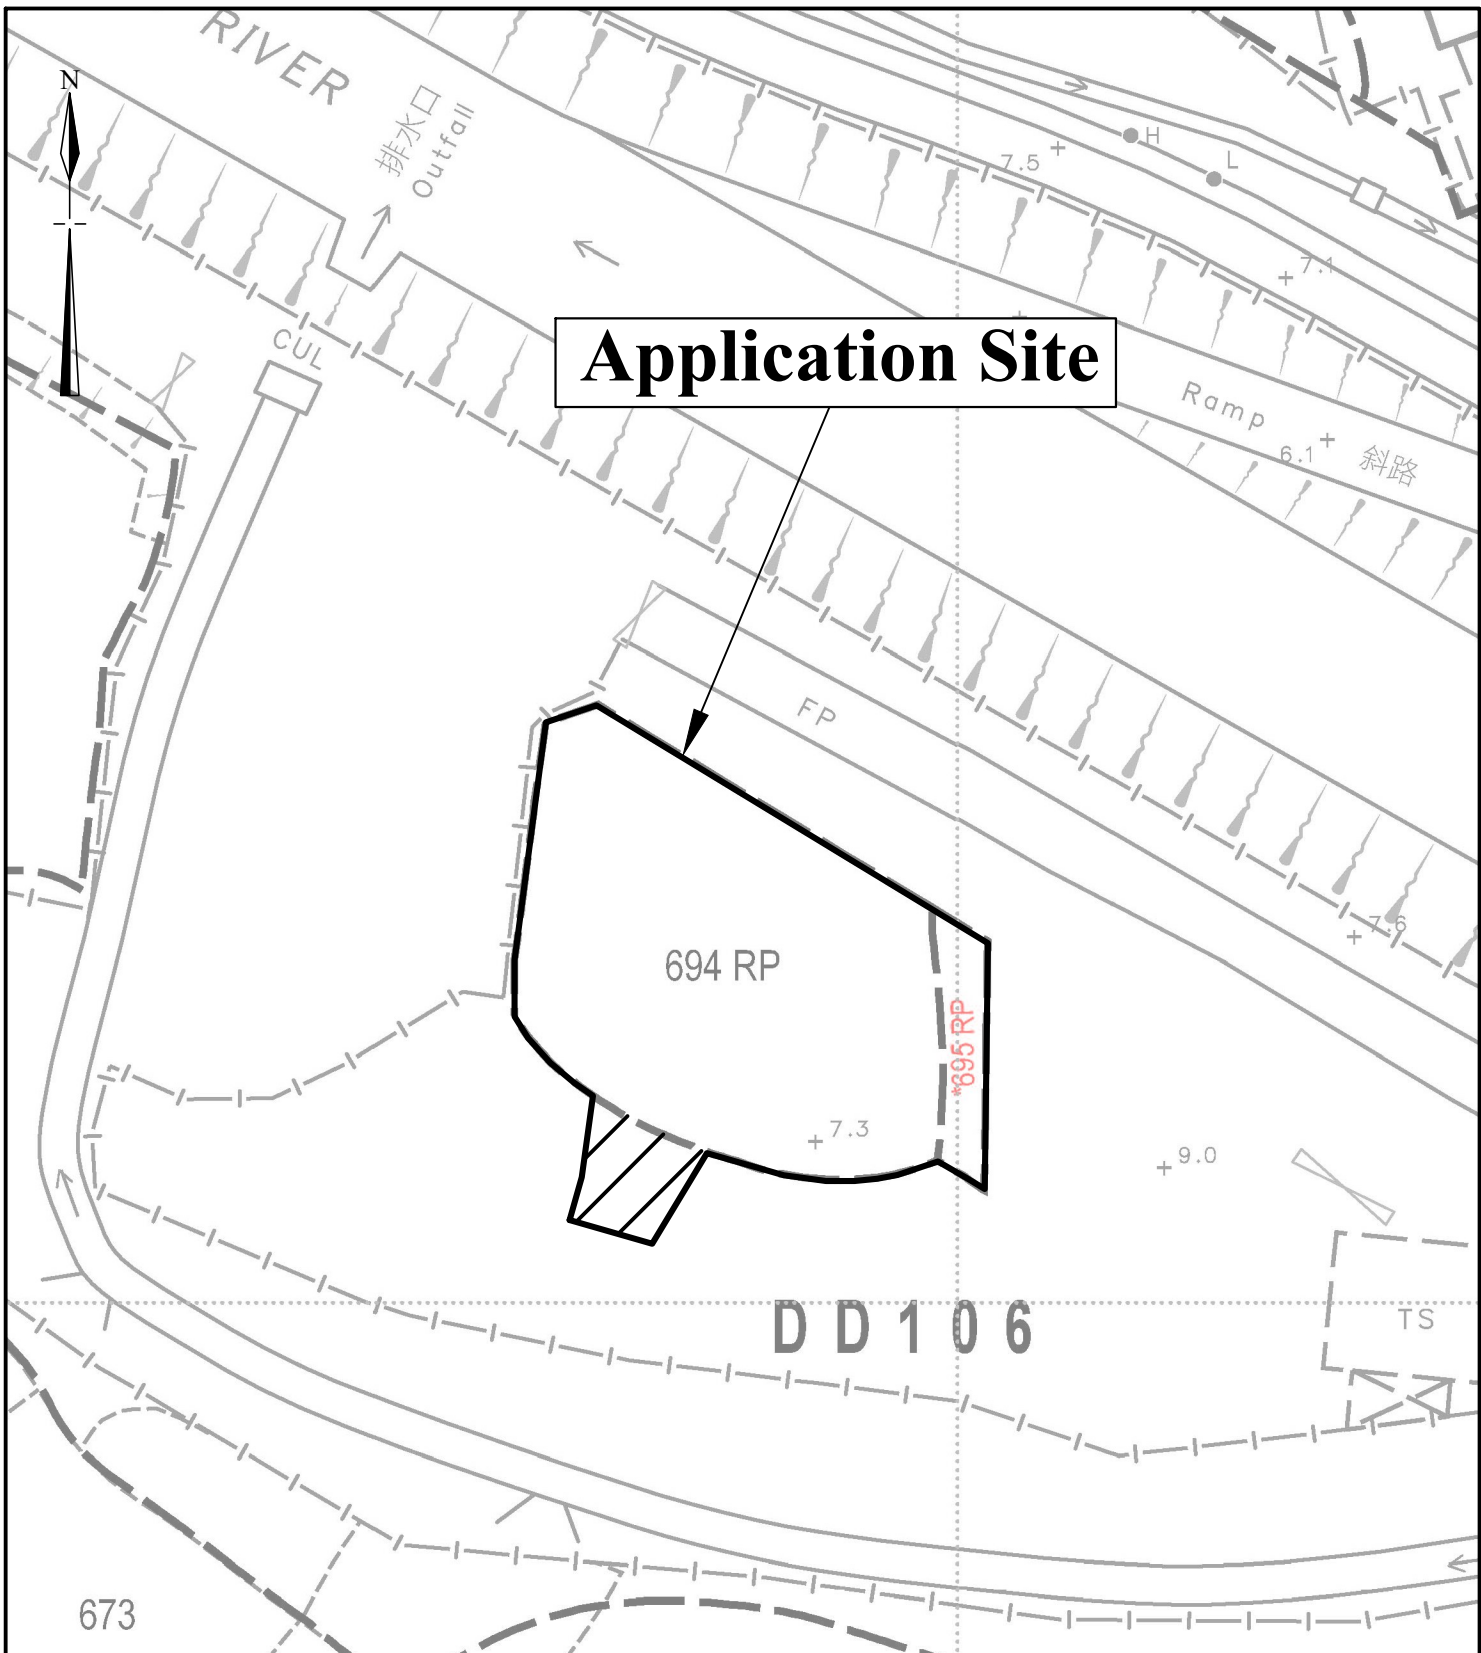 RIVER
N
排水口
Outfall
H
L
7.5
7.1
CUL
Application Site
Ramp
斜路
6.1
FP
7.6
694 RP
*695 RP
7.3
9.0
DD106
TS
673